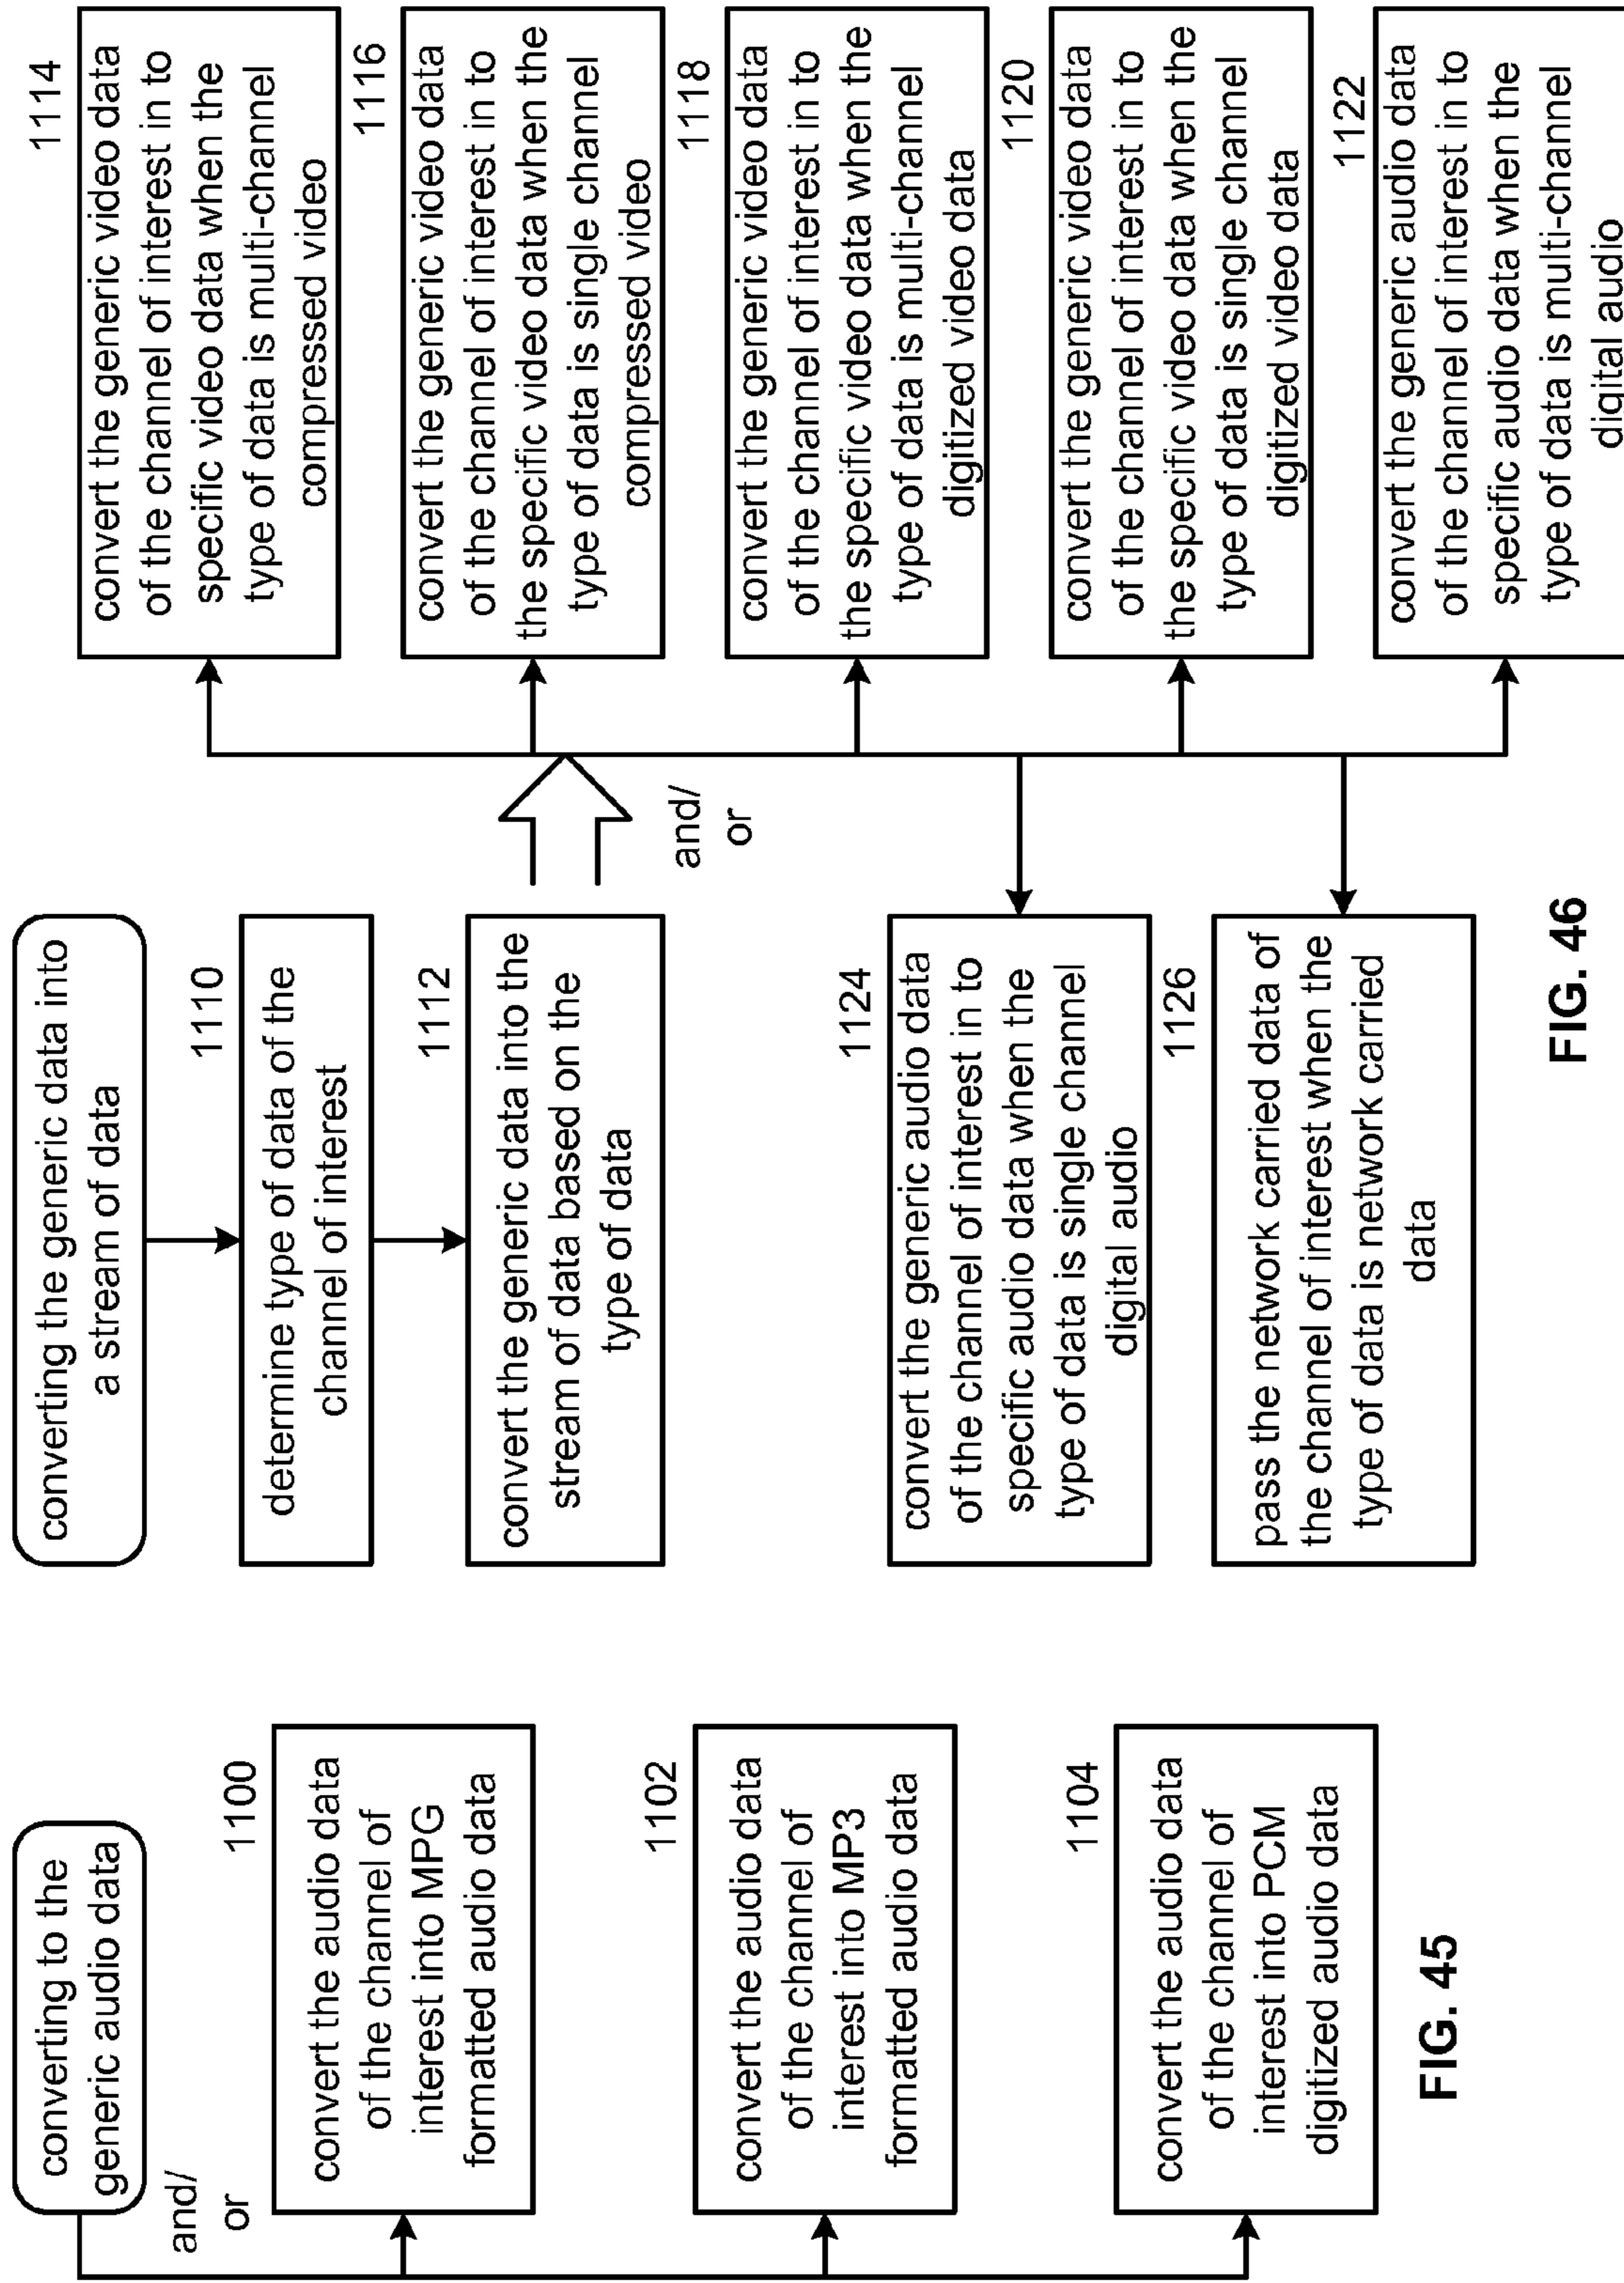 converting to the
generic audio data
and/
or
1100
convert the audio data
of the channel of
interest into MPG
formatted audio data
1102
convert the audio data
of the channel of
interest into MP3
formatted audio data
1104
convert the audio data
of the channel of
interest into PCM
digitized audio data
FIG. 45
converting the generic data into
a stream of data
1110
determine type of data of the
channel of interest
1112
convert the generic data into the
stream of data based on the
type of data
and/
or
1114
convert the generic video data
of the channel of interest in to
specific video data when the
type of data is multi-channel
compressed video
1116
convert the generic video data
of the channel of interest in to
the specific video data when the
type of data is single channel
compressed video
1118
convert the generic video data
of the channel of interest in to
the specific video data when the
type of data is multi-channel
digitized video data
1120
convert the generic video data
of the channel of interest in to
the specific video data when the
type of data is single channel
digitized video data
1122
convert the generic audio data
of the channel of interest in to
specific audio data when the
type of data is multi-channel
digital audio
1124
convert the generic audio data
of the channel of interest in to
specific audio data when the
type of data is single channel
digital audio
1126
pass the network carried data of
the channel of interest when the
type of data is network carried
data
FIG. 46